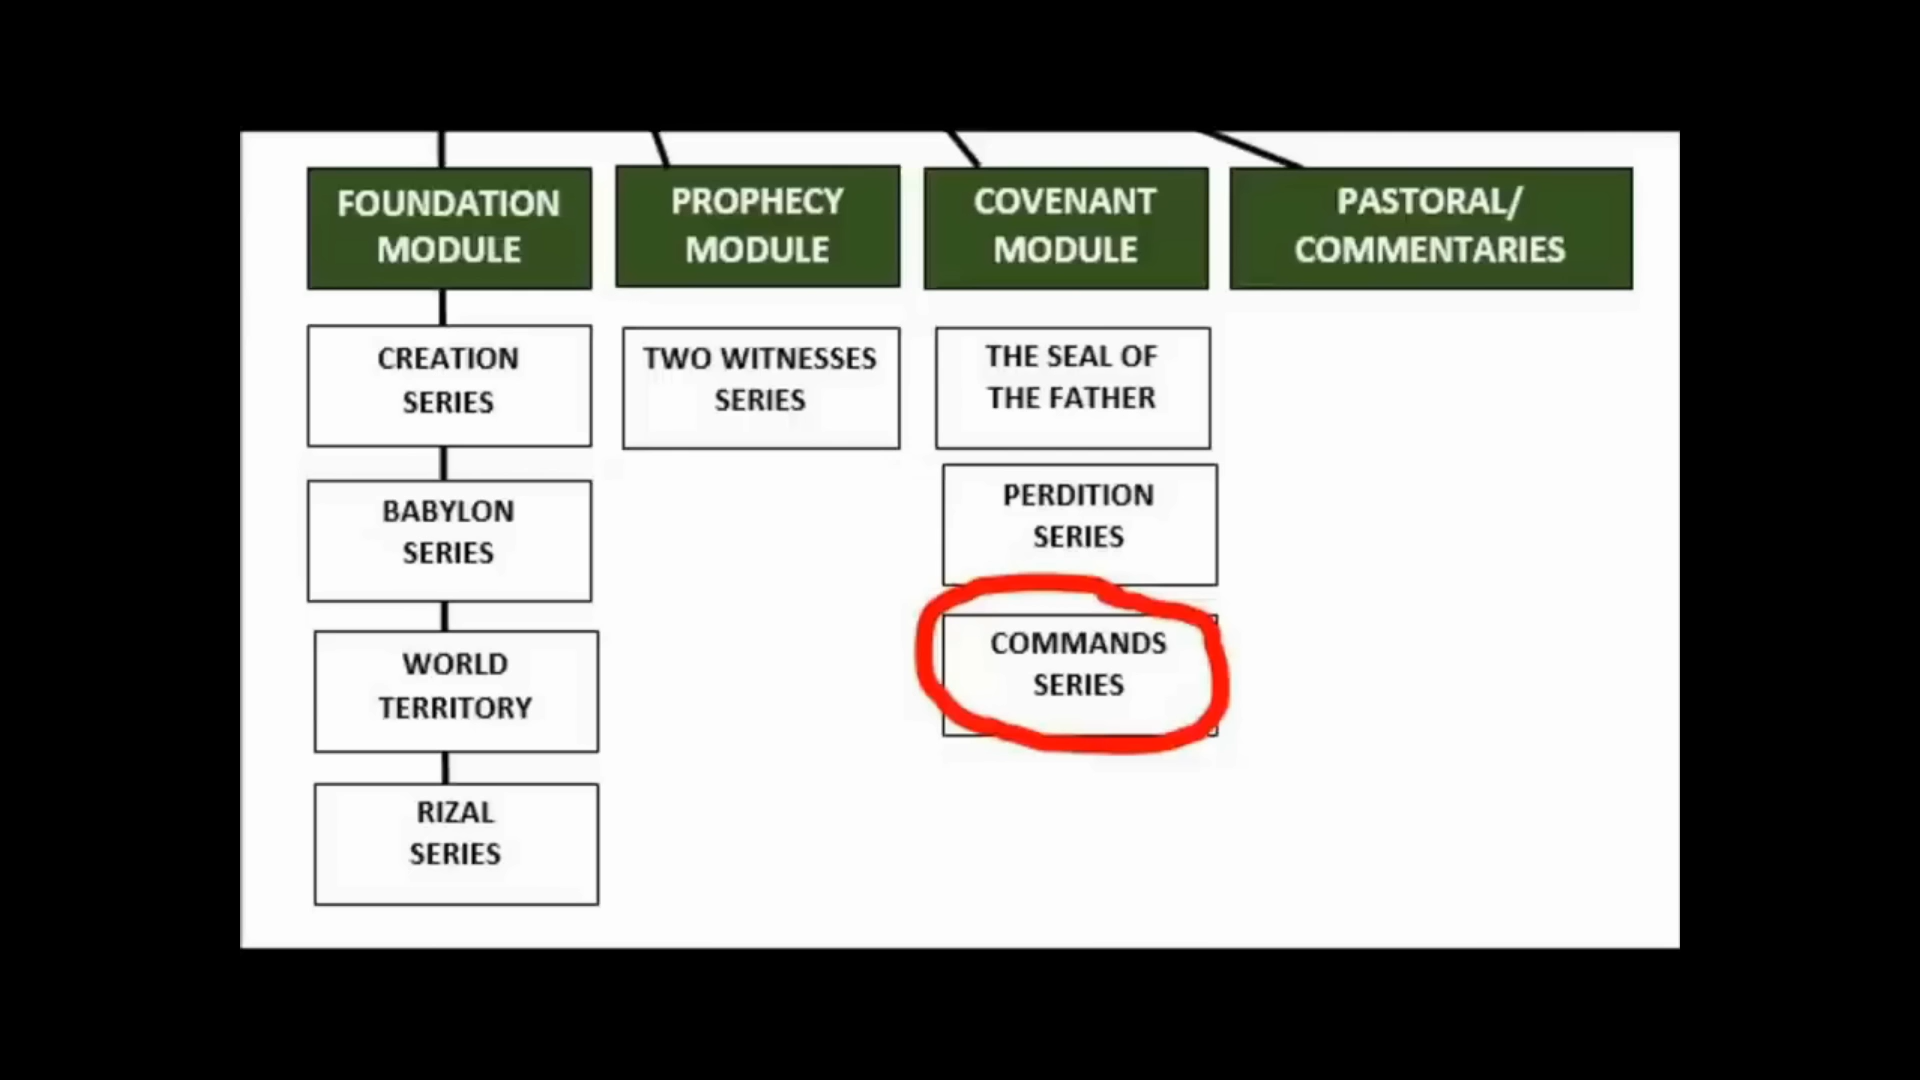 FOUNDATION
MODULE
PROPHECY
MODULE
COVENANT
MODULE
PASTORAL/
COMMENTARIES
CREATION
SERIES
BABYLON
SERIES
WORLD
TERRITORY
RIZAL
SERIES
TWO WITNESSES
SERIES
THE SEAL OF
THE FATHER
PERDITION
SERIES
COMMANDS
SERIES